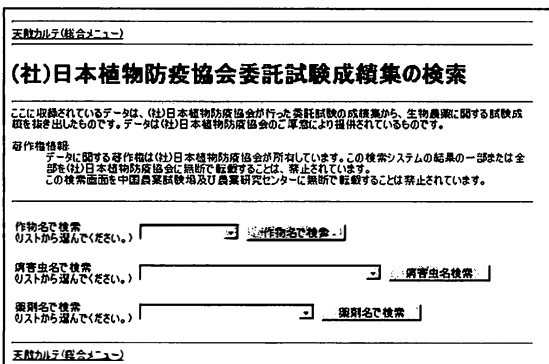 天敵カルテ(総合メニュー)
(社)日本植物防疫協会委託試験成績集の検索
ここに収録されているデータは、(社)日本植物防疫協会が行った委託試験の成績集から、生物農薬に関する試験成
績を抜き出したものです。データは(社)日本植物防疫協会のご厚意により提供されているものです。
著作権情報
データに関する著作権は(社)日本植物防疫協会が所有しています。この検索システムの結果の一部または全
部を(社)日本植物防疫協会に無断で転載することは、禁止されています。
この検索画面を中国農業試験場及び農業研究センターに無断で転載することは禁止されています。
作物名で検索
(リストから選んでください。)
作物名で検索
病害虫名で検索
(リストから選んでください。)
病害虫名検索
薬剤名で検索
(リストから選んでください。)
薬剤名で検索
天敵カルテ(総合メニュー)